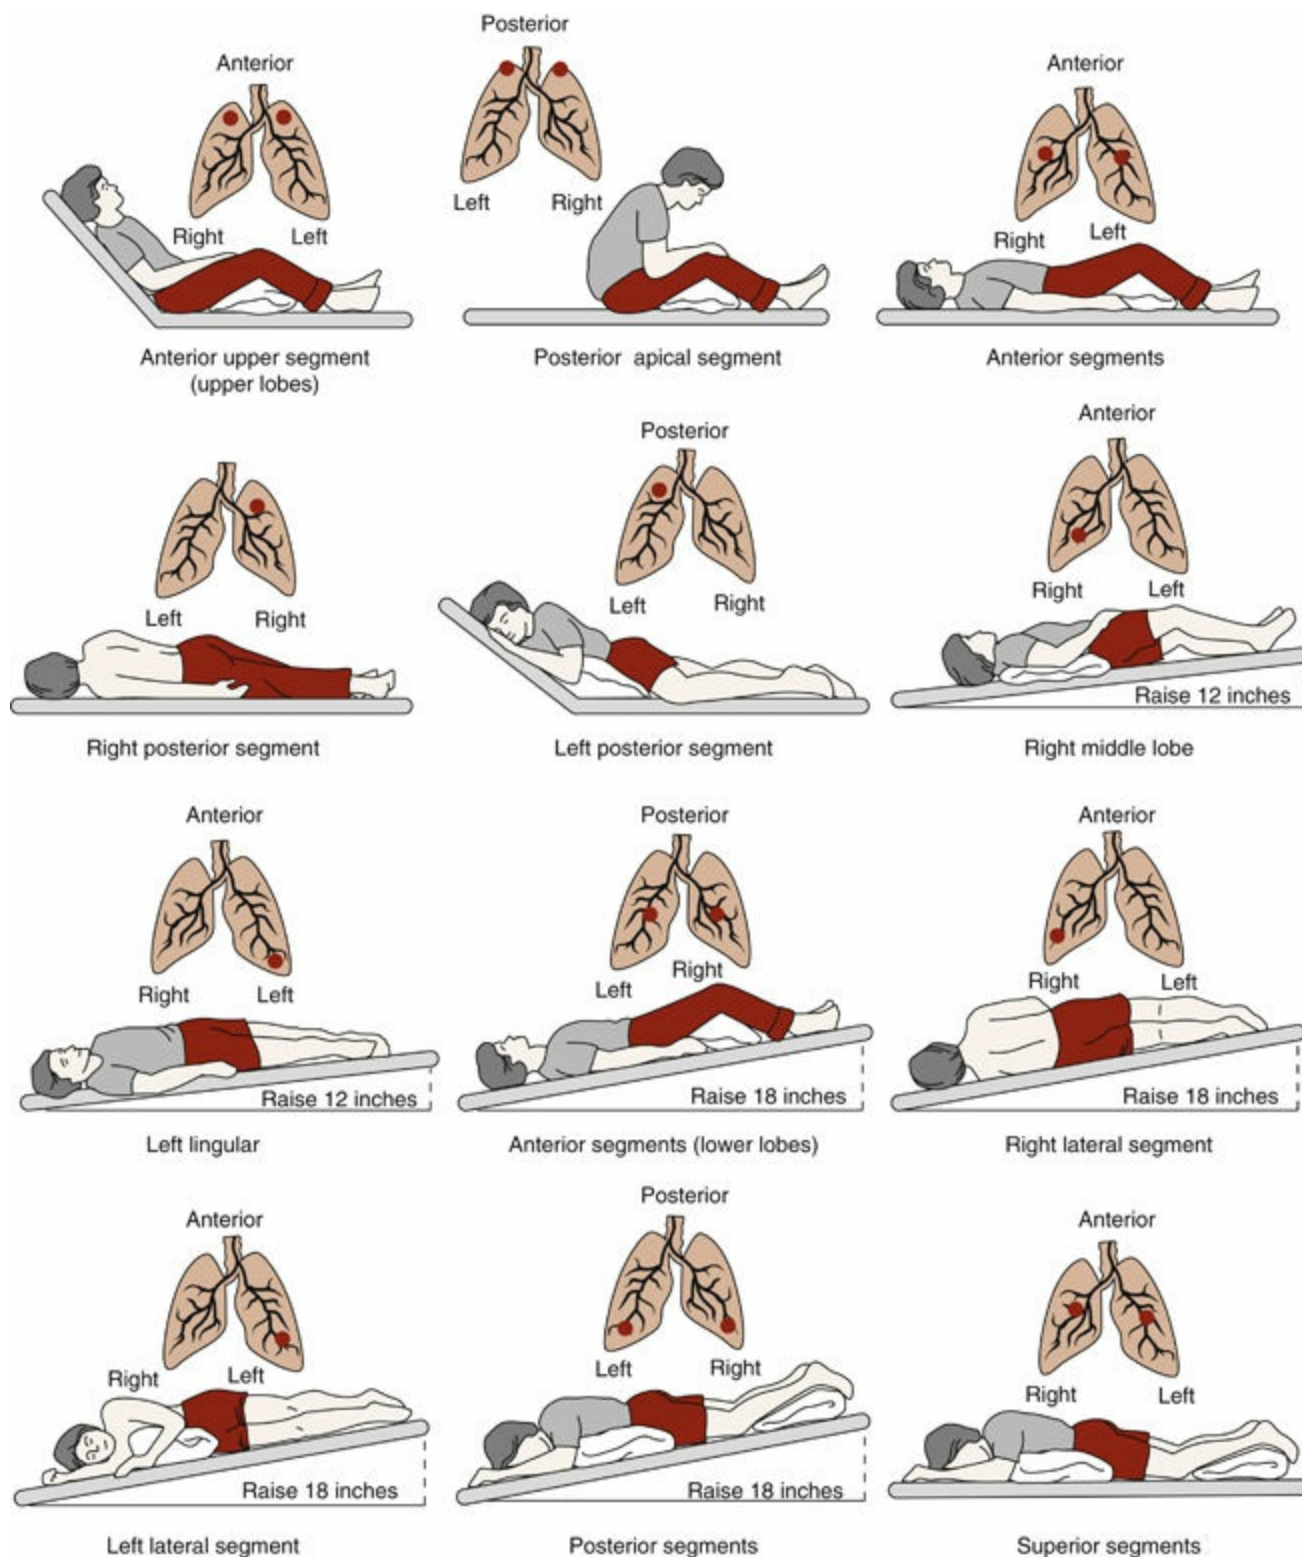 Anterior
Right
Left
Anterior upper segment
(upper lobes)
Posterior
Left
Right
Posterior apical segment
Anterior
Right
Left
Anterior segments
Left
Right
Right posterior segment
Posterior
Left
Right
Left posterior segment
Anterior
Right
Left
Raise 12 inches
Right middle lobe
Anterior
Right
Left
Raise 12 inches
Left lingular
Posterior
Left
Right
Raise 18 inches
Anterior segments (lower lobes)
Anterior
Right
Left
Raise 18 inches
Right lateral segment
Anterior
Right
Left
Raise 18 inches
Left lateral segment
Posterior
Left
Right
Raise 18 inches
Posterior segments
Anterior
Right
Left
Superior segments